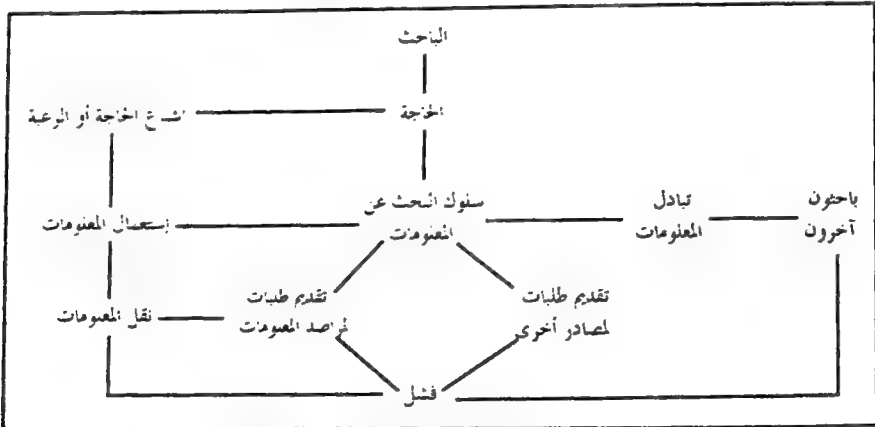 الباحث
الحاجة
إشباع الحاجة أو الرغبة
باحثون
آخرون
تبادل
المعلومات
سلوك البحث عن
المعلومات
إستعمال المعلومات
تقديم طلبات
لمصادر أخرى
تقديم طلبات
لمراصد المعلومات
نقل المعلومات
فشل